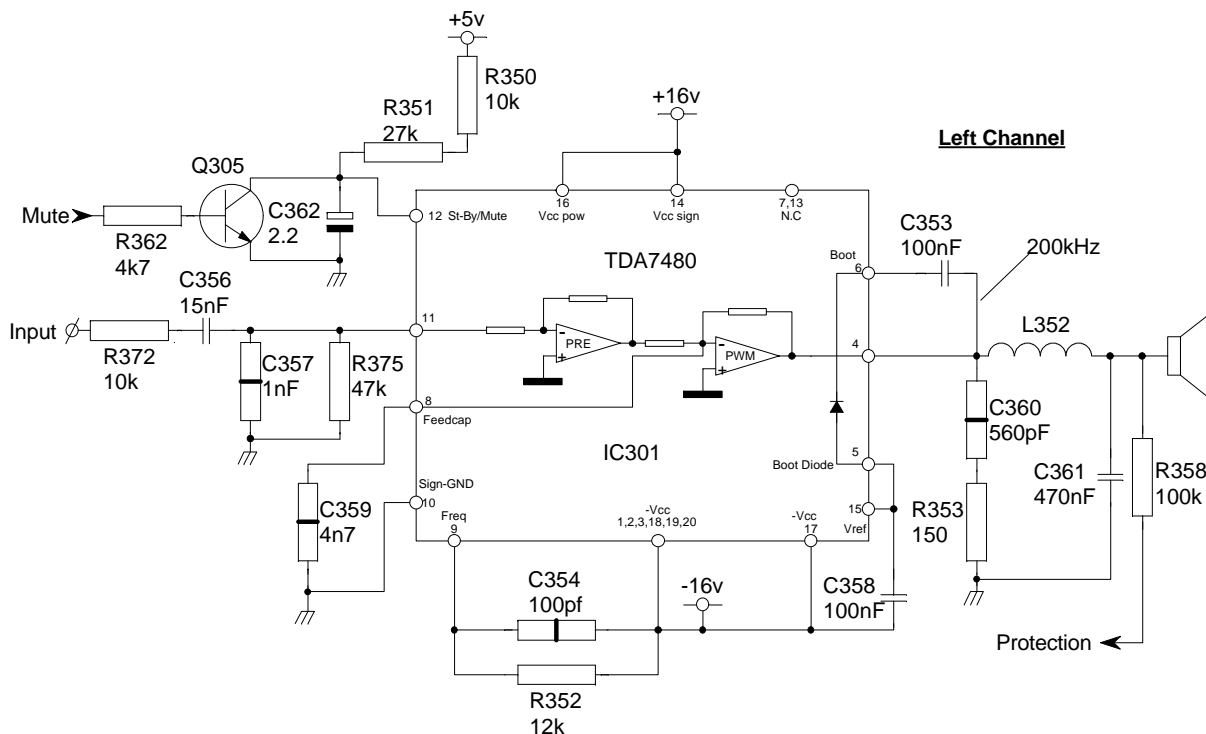 +5v
R350
10k
R351
27k
+16v
Left Channel
Q305
Mute
R362
4k7
C362
2.2
12 St-By/Mute
16
Vcc pow
14
Vcc sign
7,13
N.C
C353
100nF
200kHz
Boot
6
TDA7480
C356
15nF
Input
R372
10k
11
C357
1nF
R375
47k
-
+
PRE
-
+
PWM
4
L352
8
Feedcap
IC301
5
Boot Diode
C360
560pF
C361
470nF
R358
100k
Sign-GND
10
C359
4n7
Freq
9
-Vcc
1,2,3,18,19,20
-Vcc
17
15
Vref
R353
150
C354
100pf
-16v
C358
100nF
Protection
R352
12k